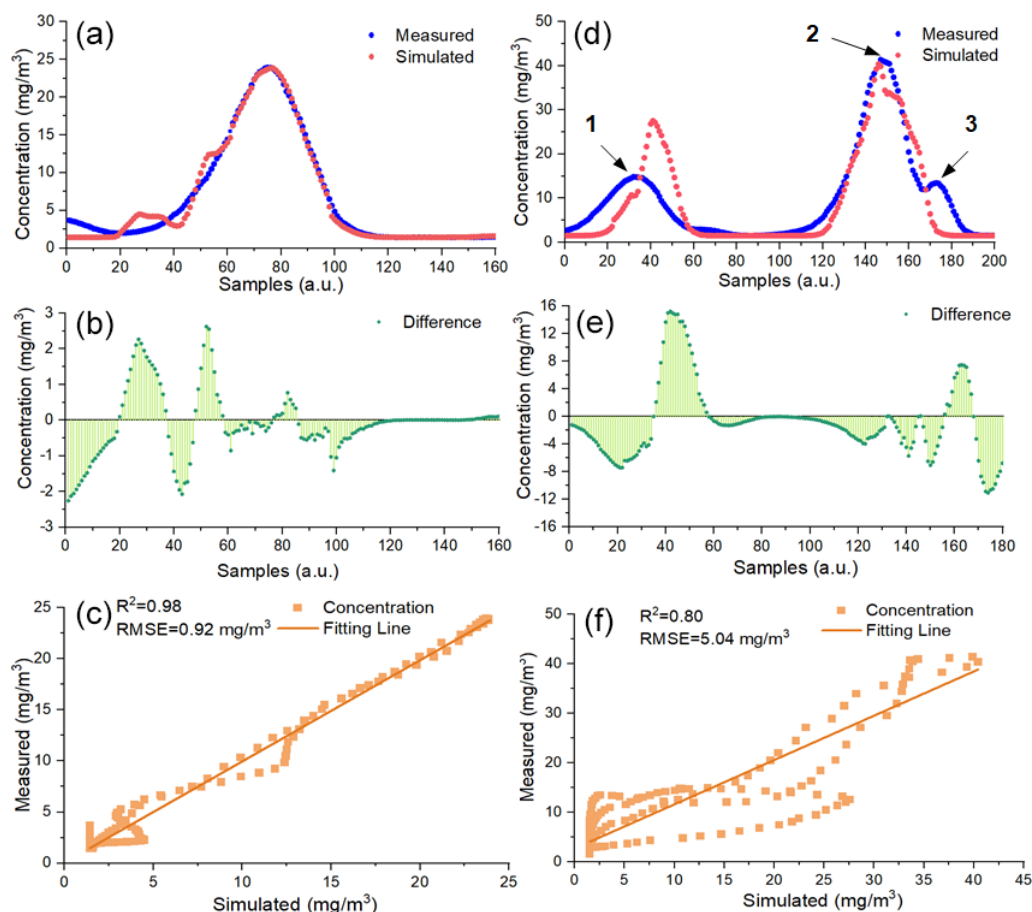 (a)
Measured
Simulated
Concentration (mg/m³)
30
25
20
15
10
5
0
0 20 40 60 80 100 120 140 160
Samples (a.u.)
(d)
Measured
Simulated
1
2
3
Concentration (mg/m³)
50
40
30
20
10
0
0 20 40 60 80 100 120 140 160 180 200
Samples (a.u.)
(b)
Difference
Concentration (mg/m³)
3
2
1
0
-1
-2
-3
0 20 40 60 80 100 120 140 160
Samples (a.u.)
(e)
Difference
Concentration (mg/m³)
16
12
8
4
0
-4
-8
-12
-16
0 20 40 60 80 100 120 140 160 180
Samples (a.u.)
(c)
R²=0.98
RMSE=0.92 mg/m³
Concentration
Fitting Line
Measured (mg/m³)
25
20
15
10
5
0
0 5 10 15 20 25
Simulated (mg/m³)
(f)
R²=0.80
RMSE=5.04 mg/m³
Concentration
Fitting Line
Measured (mg/m³)
50
40
30
20
10
0
0 5 10 15 20 25 30 35 40 45
Simulated (mg/m³)